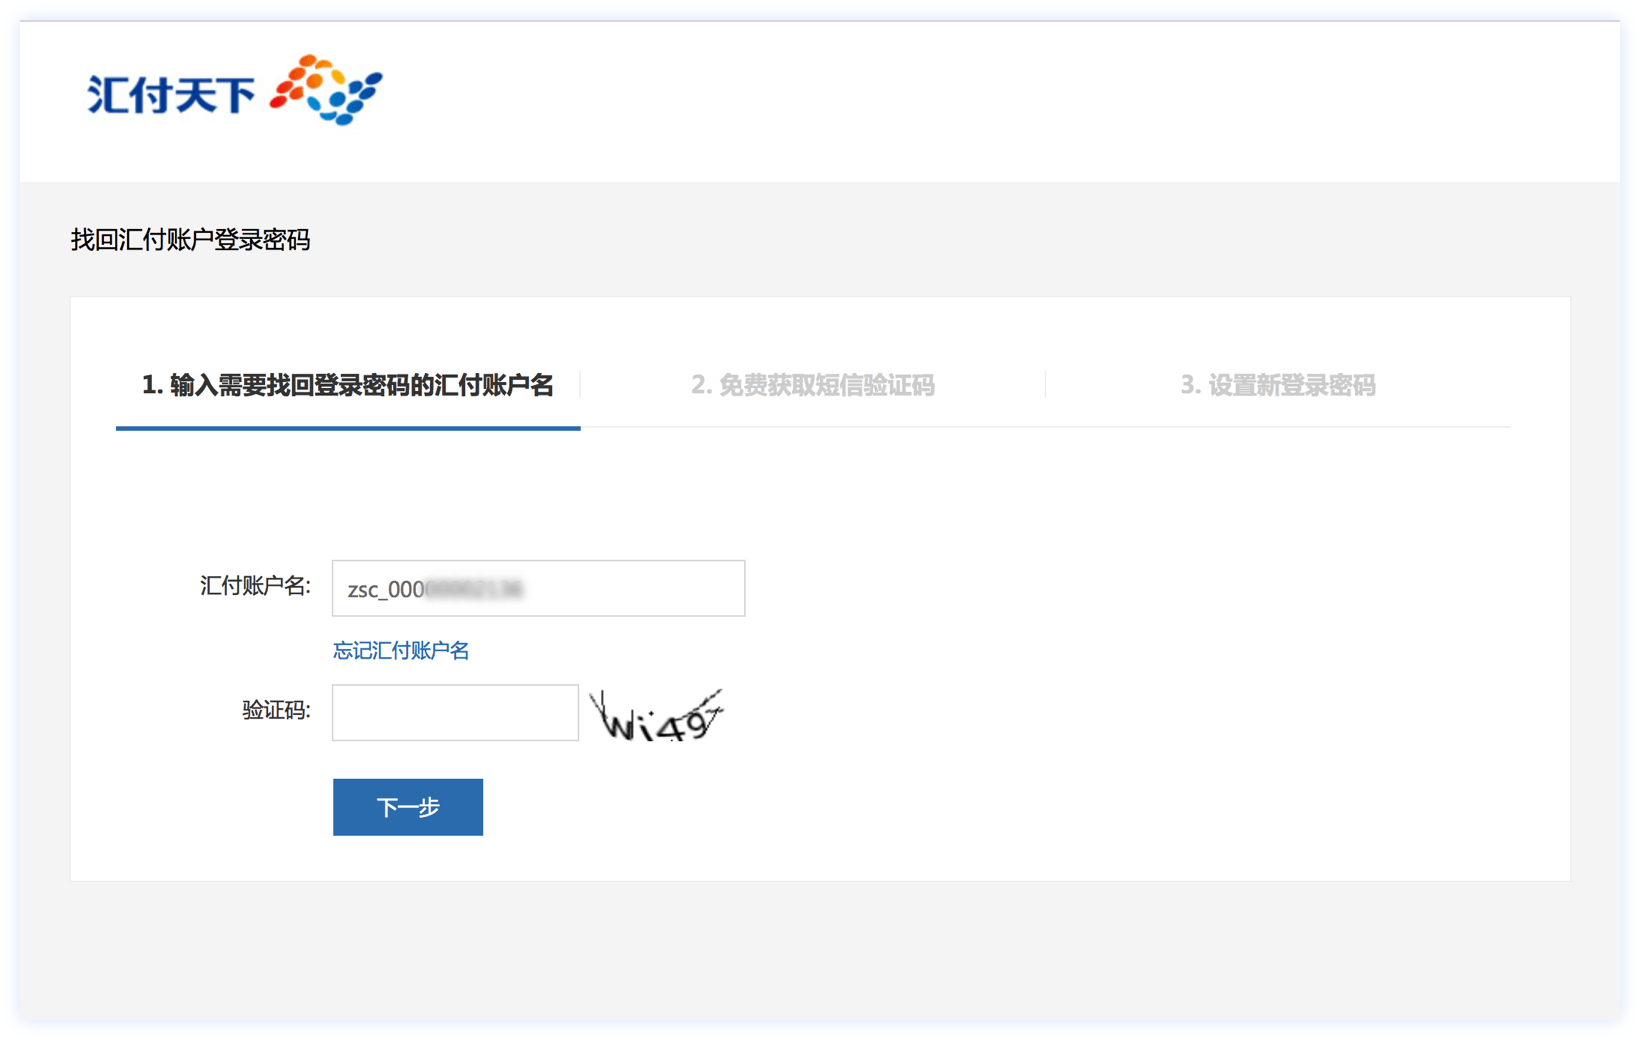 汇付天下
找回汇付账户登录密码
1. 输入需要找回登录密码的汇付账户名
2. 免费获取短信验证码
3. 设置新登录密码
汇付账户名:
zsc_000
忘记汇付账户名
验证码:
下一步